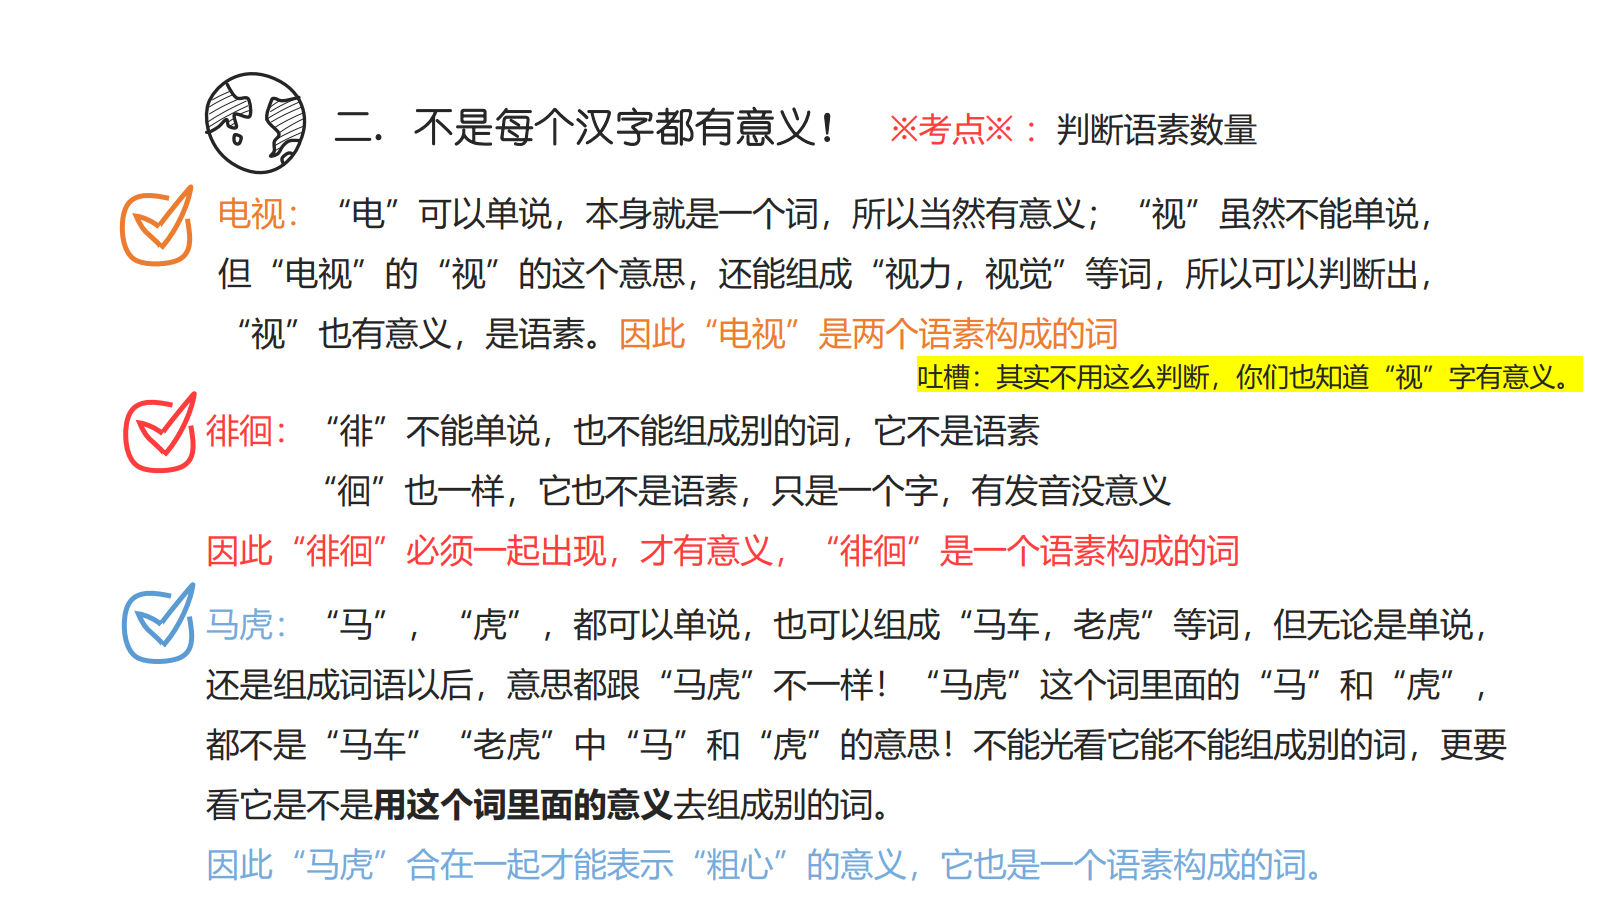 二. 不是每个汉字都有意义！ ※考点※ ：判断语素数量
电视：“电”可以单说，本身就是一个词，所以当然有意义；“视”虽然不能单说，
但“电视”的“视”的这个意思，还能组成“视力，视觉”等词，所以可以判断出，
“视”也有意义，是语素。因此“电视”是两个语素构成的词
吐槽：其实不用这么判断，你们也知道“视”字有意义。
徘徊：“徘”不能单说，也不能组成别的词，它不是语素
“徊”也一样，它也不是语素，只是一个字，有发音没意义
因此“徘徊”必须一起出现，才有意义，“徘徊”是一个语素构成的词
马虎：“马”，“虎”，都可以单说，也可以组成“马车，老虎”等词，但无论是单说，
还是组成词语以后，意思都跟“马虎”不一样！“马虎”这个词里面的“马”和“虎”，
都不是“马车”“老虎”中“马”和“虎”的意思！不能光看它能不能组成别的词，更要
看它是不是用这个词里面的意义去组成别的词。
因此“马虎”合在一起才能表示“粗心”的意义，它也是一个语素构成的词。